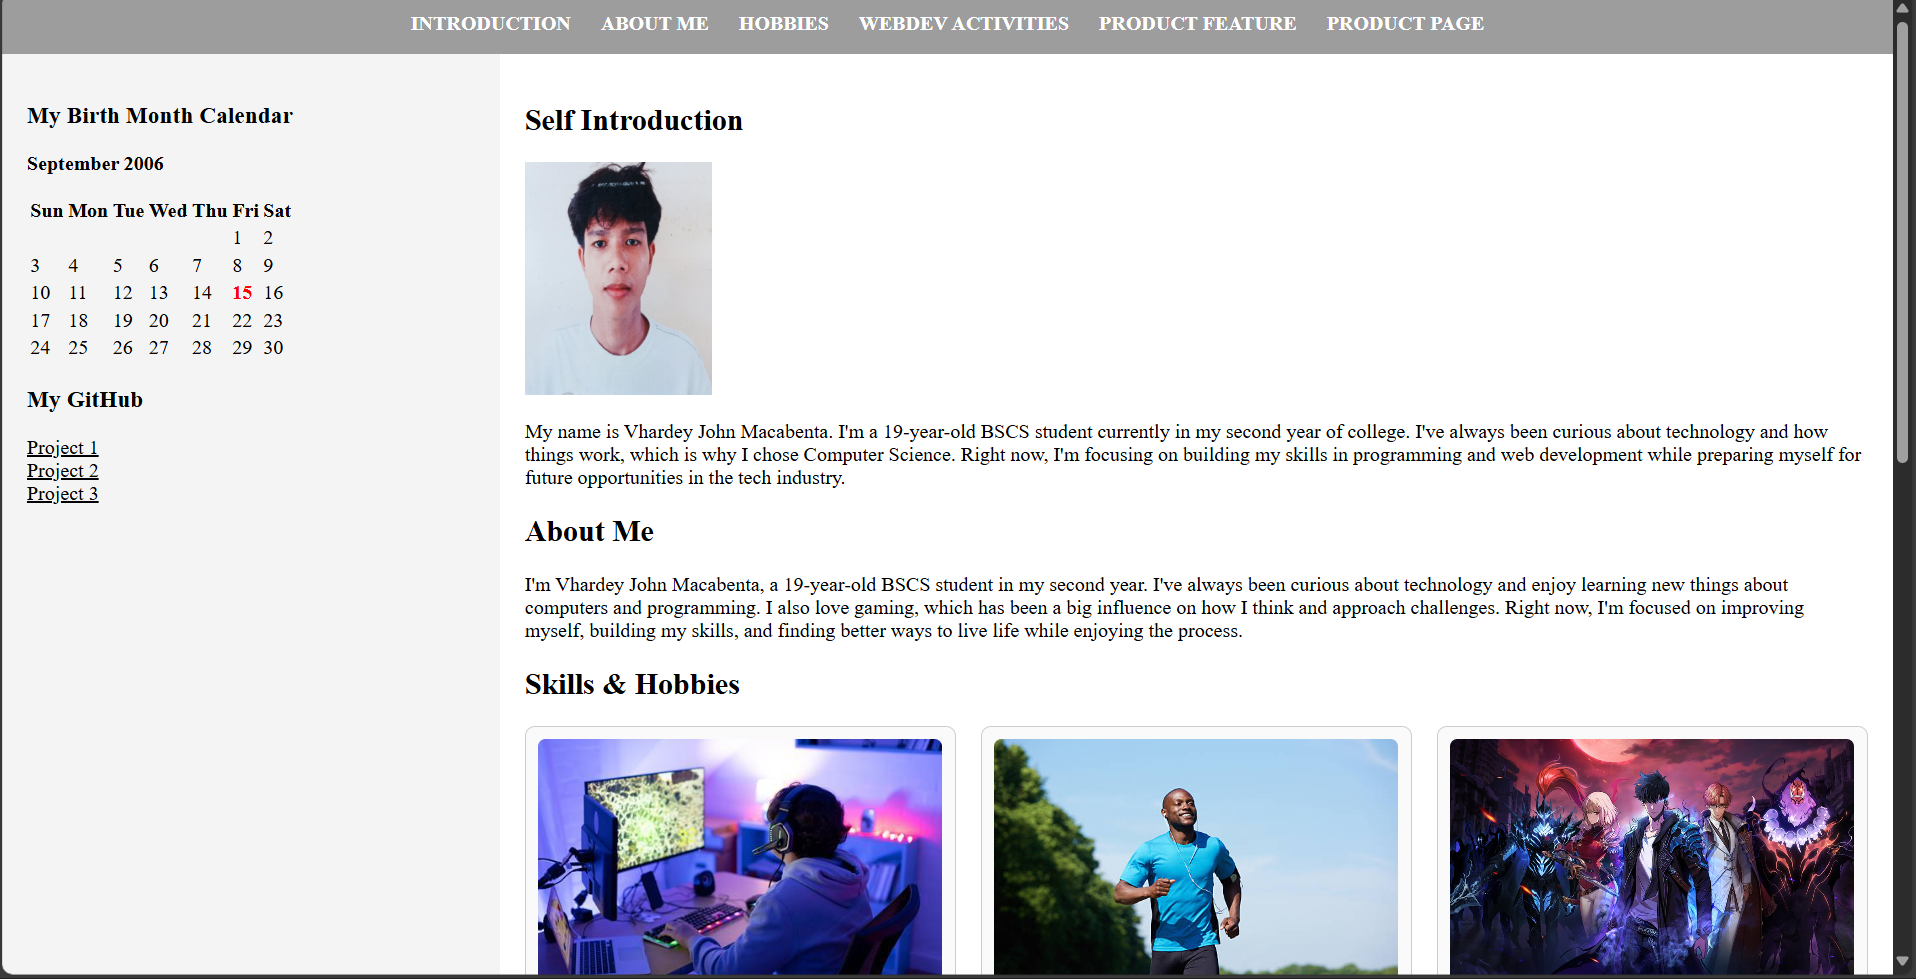 INTRODUCTION ABOUT ME HOBBIES WEBDEV ACTIVITIES PRODUCT FEATURE PRODUCT PAGE
My Birth Month Calendar
September 2006
Sun Mon Tue Wed Thu Fri Sat
1 2
3 4 5 6 7 8 9
10 11 12 13 14 15 16
17 18 19 20 21 22 23
24 25 26 27 28 29 30
My GitHub
Project 1
Project 2
Project 3
Self Introduction
My name is Vhardey John Macabenta. I'm a 19-year-old BSCS student currently in my second year of college. I've always been curious about technology and how
things work, which is why I chose Computer Science. Right now, I'm focusing on building my skills in programming and web development while preparing myself for
future opportunities in the tech industry.
About Me
I'm Vhardey John Macabenta, a 19-year-old BSCS student in my second year. I've always been curious about technology and enjoy learning new things about
computers and programming. I also love gaming, which has been a big influence on how I think and approach challenges. Right now, I'm focused on improving
myself, building my skills, and finding better ways to live life while enjoying the process.
Skills & Hobbies